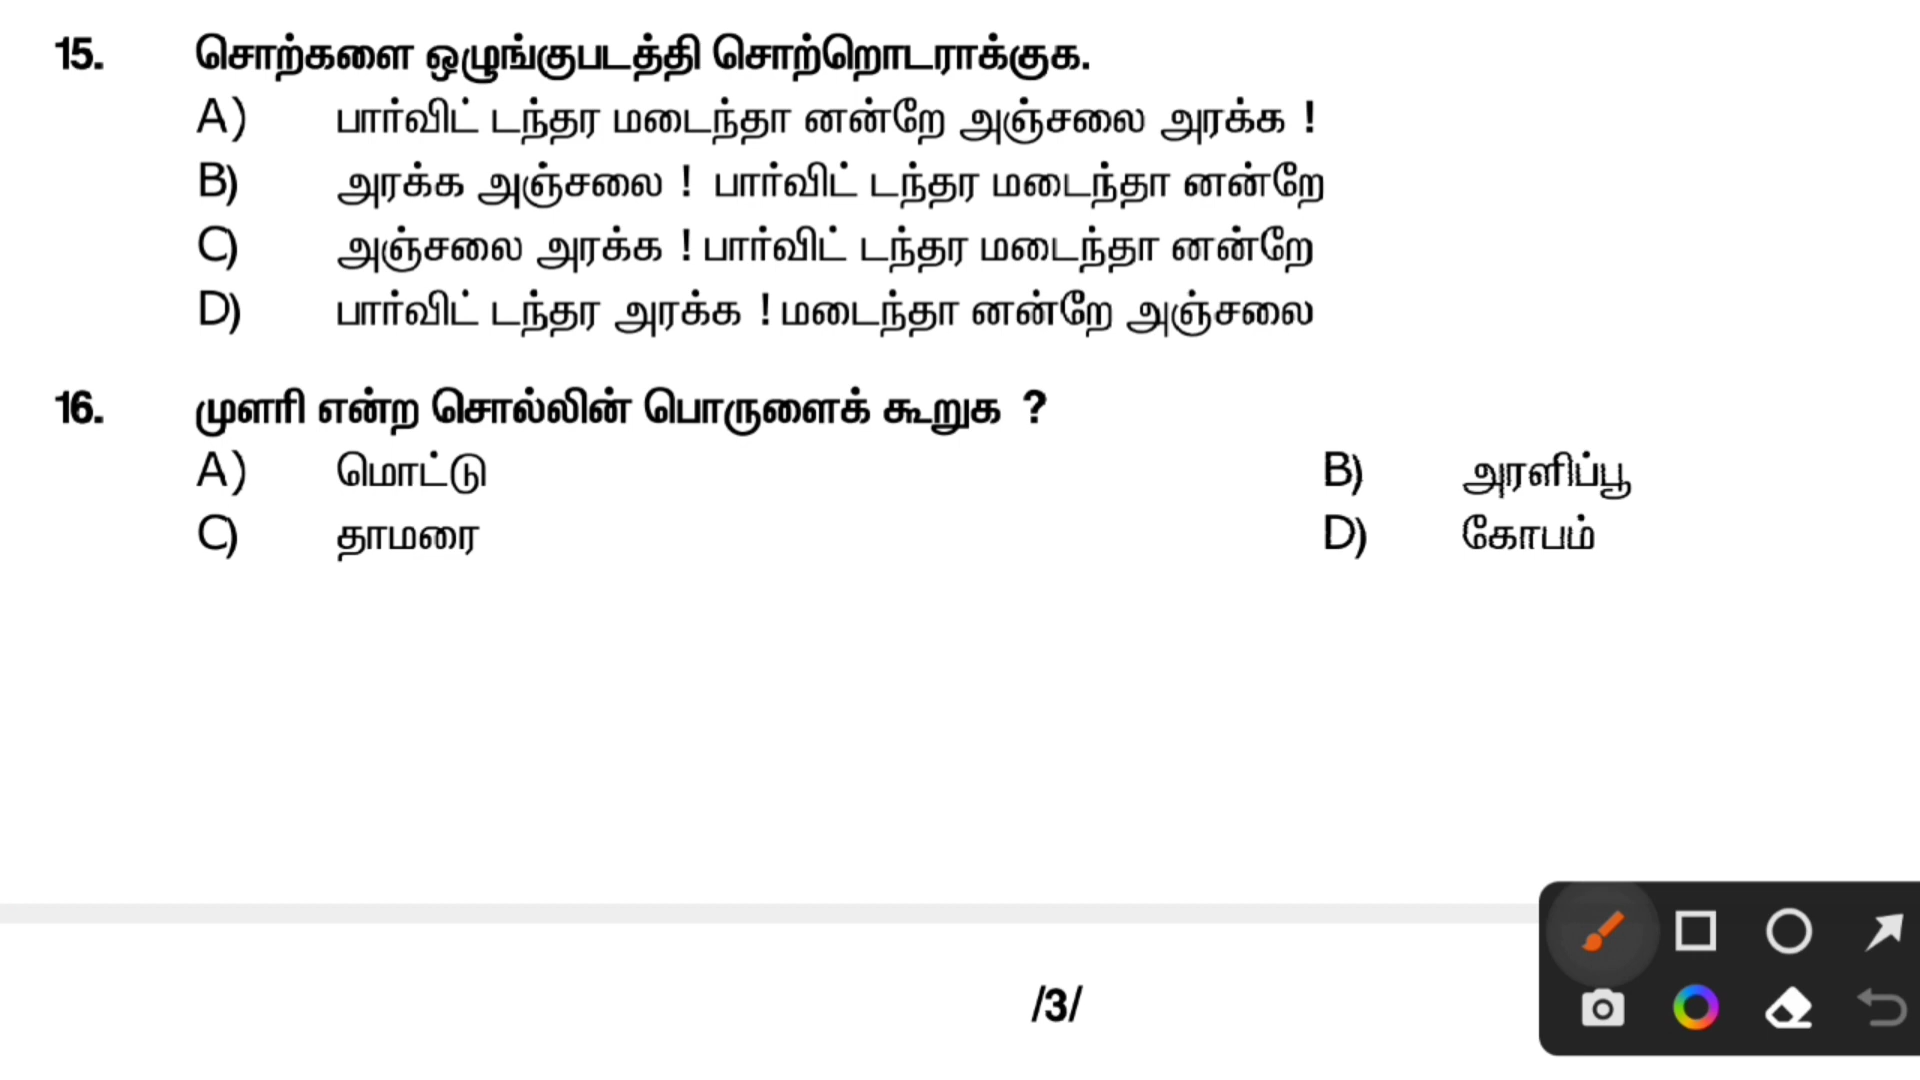 15. சொற்களை ஒழுங்குபடத்தி சொற்றொடராக்குக.
A) பார்விட் டந்தர மடைந்தா னன்றே அஞ்சலை அரக்க !
B) அரக்க அஞ்சலை ! பார்விட் டந்தர மடைந்தா னன்றே
C) அஞ்சலை அரக்க ! பார்விட் டந்தர மடைந்தா னன்றே
D) பார்விட் டந்தர அரக்க ! மடைந்தா னன்றே அஞ்சலை
16. முளரி என்ற சொல்லின் பொருளைக் கூறுக ?
A) மொட்டு B) அரளிப்பூ
C) தாமரை D) கோபம்
/3/